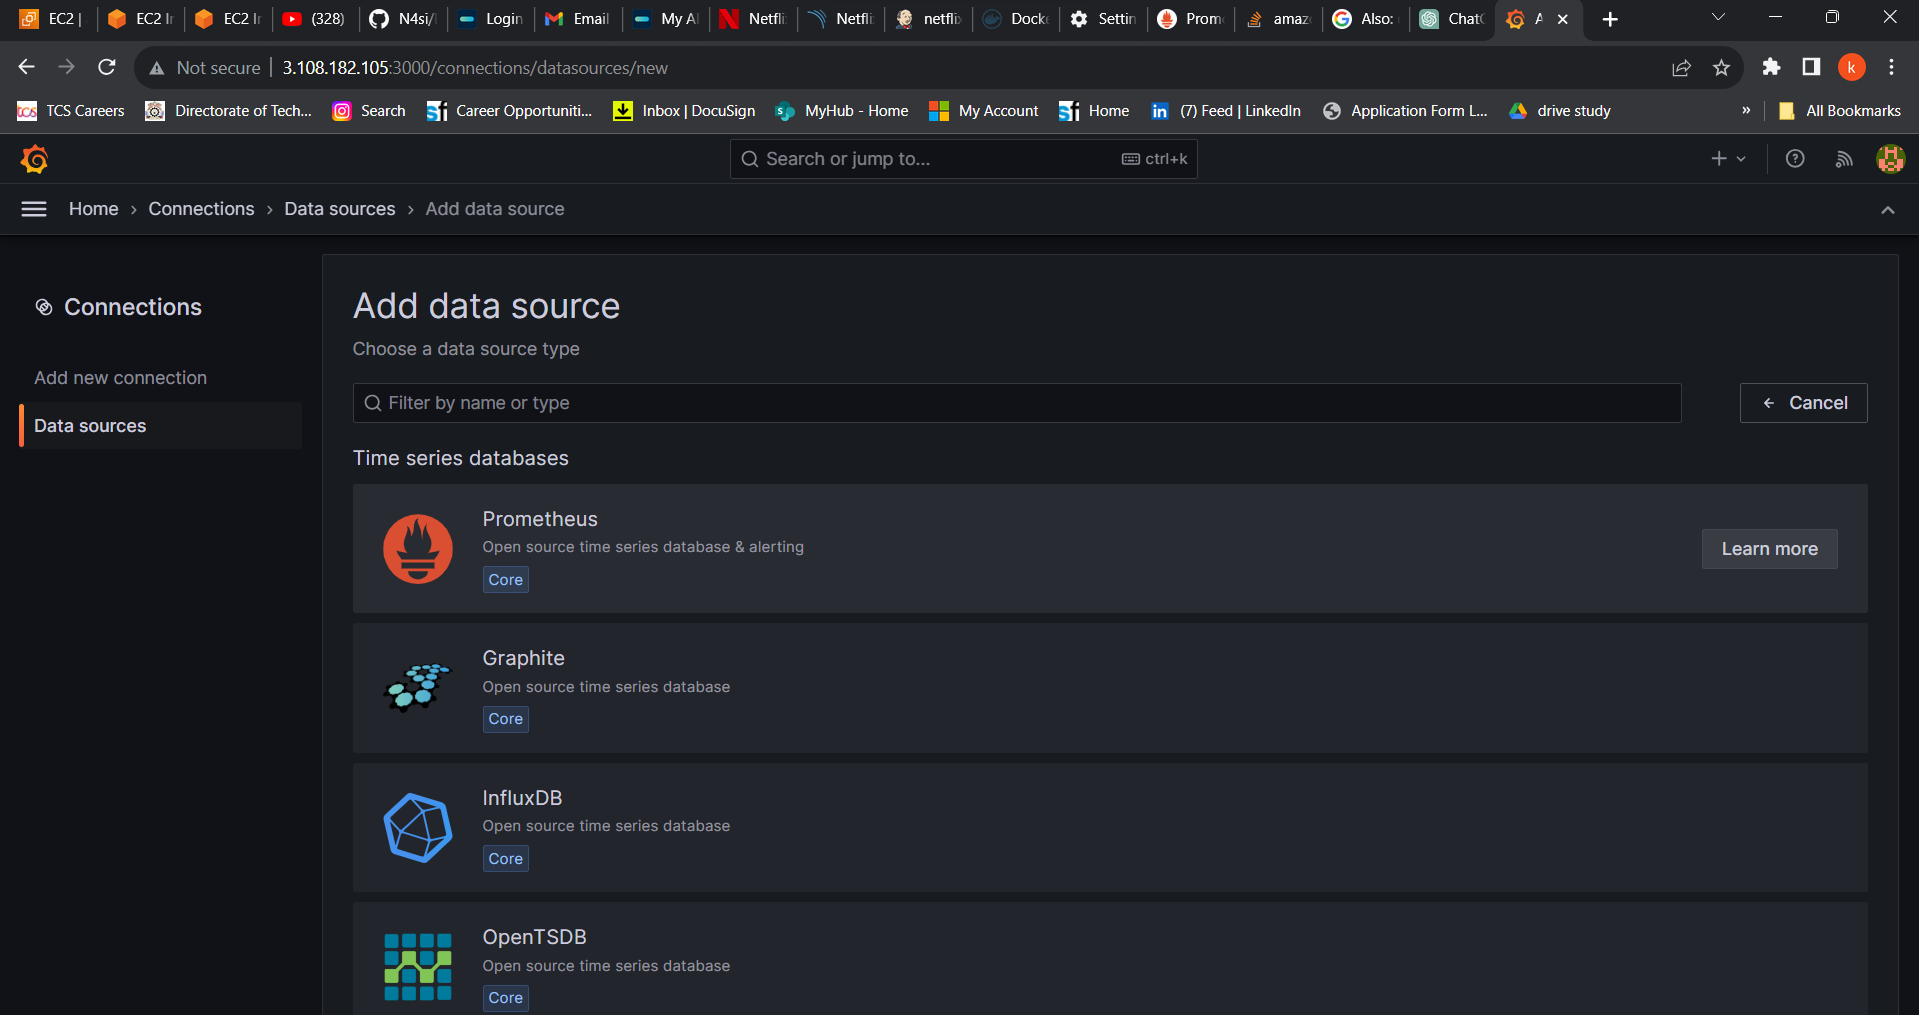 EC2 |
EC2 Ir
EC2 Ir
(328)
N4si/
Login
Email
My A
Netfli
Netfli
netfli
Docke
Settin
Prom
amaz
Also:
ChatG
A
Not secure
3.108.182.105:3000/connections/datasources/new
k
TCS Careers
Directorate of Tech...
Search
Career Opportuniti...
Inbox | DocuSign
MyHub - Home
My Account
Home
(7) Feed | LinkedIn
Application Form L...
drive study
»
All Bookmarks
Search or jump to...
ctrl+k
Home › Connections › Data sources › Add data source
Connections
Add new connection
Data sources
Add data source
Choose a data source type
Filter by name or type
Cancel
Time series databases
Prometheus
Open source time series database & alerting
Core
Learn more
Graphite
Open source time series database
Core
InfluxDB
Open source time series database
Core
OpenTSDB
Open source time series database
Core